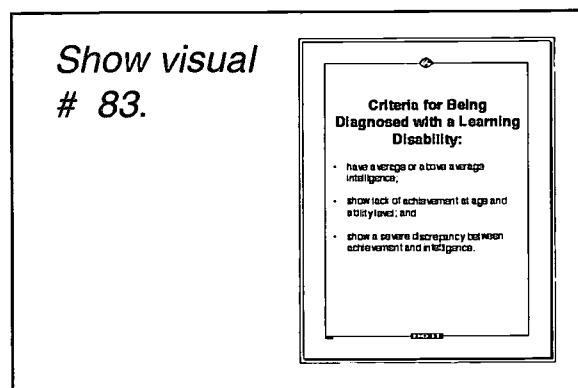 Show visual
# 83.
Criteria for Being
Diagnosed with a Learning
Disability:
• have average or above average
intelligence;
• show lack of achievement at age and
ability level; and
• show a severe discrepancy between
achievement and intelligence.